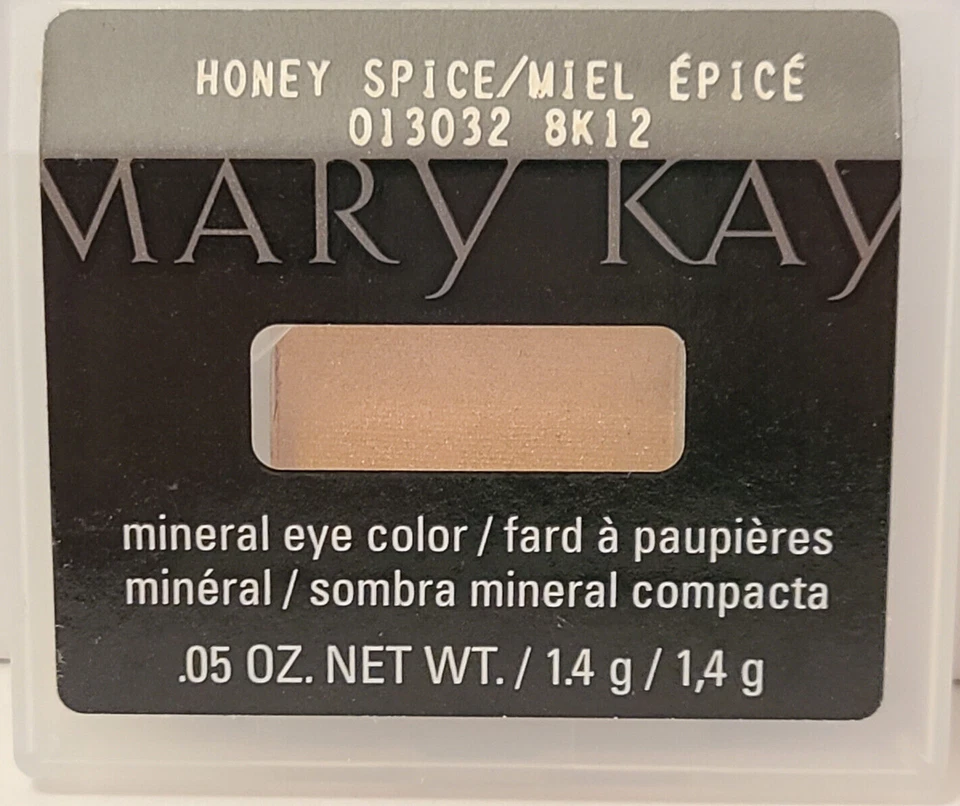 HONEY SPiCE/MiEL ÉPiCÉ
013032 8K12
MARY KAY
mineral eye color / fard à paupières
minéral / sombra mineral compacta
.05 OZ. NET WT. / 1.4 g / 1,4 g